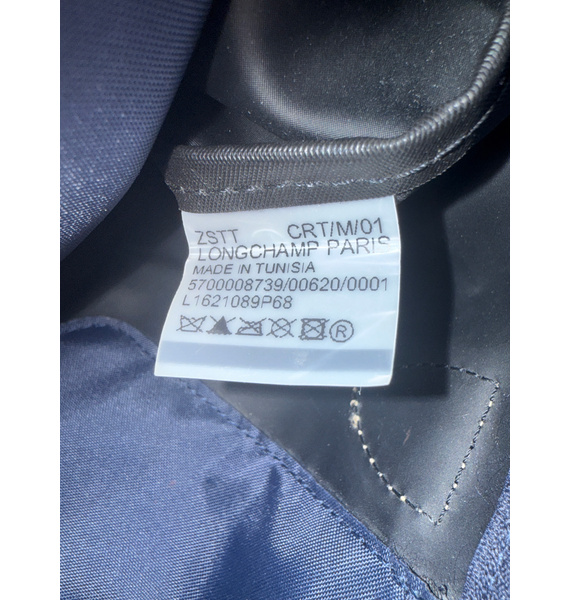 ZSTT CRT/M/01
LONGCHAMP PARIS
MADE IN TUNISIA
5700008739/00620/0001
L1621089P68
®